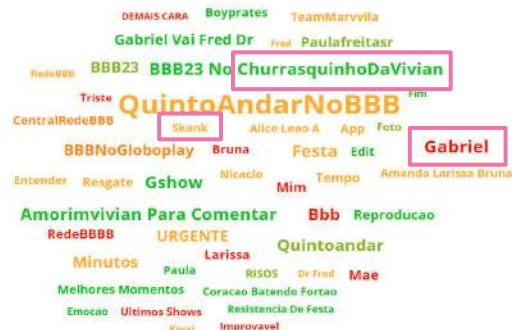 DEMAIS CARA Boyprates TeamMarvvila
Gabriel Vai Fred Dr Fred Paulafreitasr
RedeBBB BBB23 BBB23 No ChurrasquinhoDaVivian
Triste QuintoAndarNoBBB Fim
CentralRedeBBB Skank Alice Leao A App Foto
BBBNoGloboplay Bruna Festa Edit Gabriel
Entender Resgate Gshow Nicacio Mim Tempo Amanda Larissa Bruna
Amorimvivian Para Comentar Bbb Reproducao
RedeBBBB URGENTE Quintoandar
Minutos Larissa
Paula RISOS Dr Fred Mae
Melhores Momentos Coracao Batendo Fortao
Emocao Ultimos Shows Resistencia De Festa
Improvavel